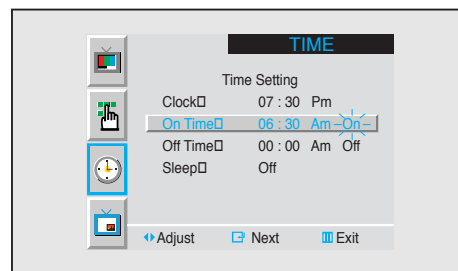 TIME
Time Setting
Clock 07 : 30 Pm
On Time 06 : 30 Am On
Off Time 00 : 00 Am Off
Sleep Off
Adjust Next Exit